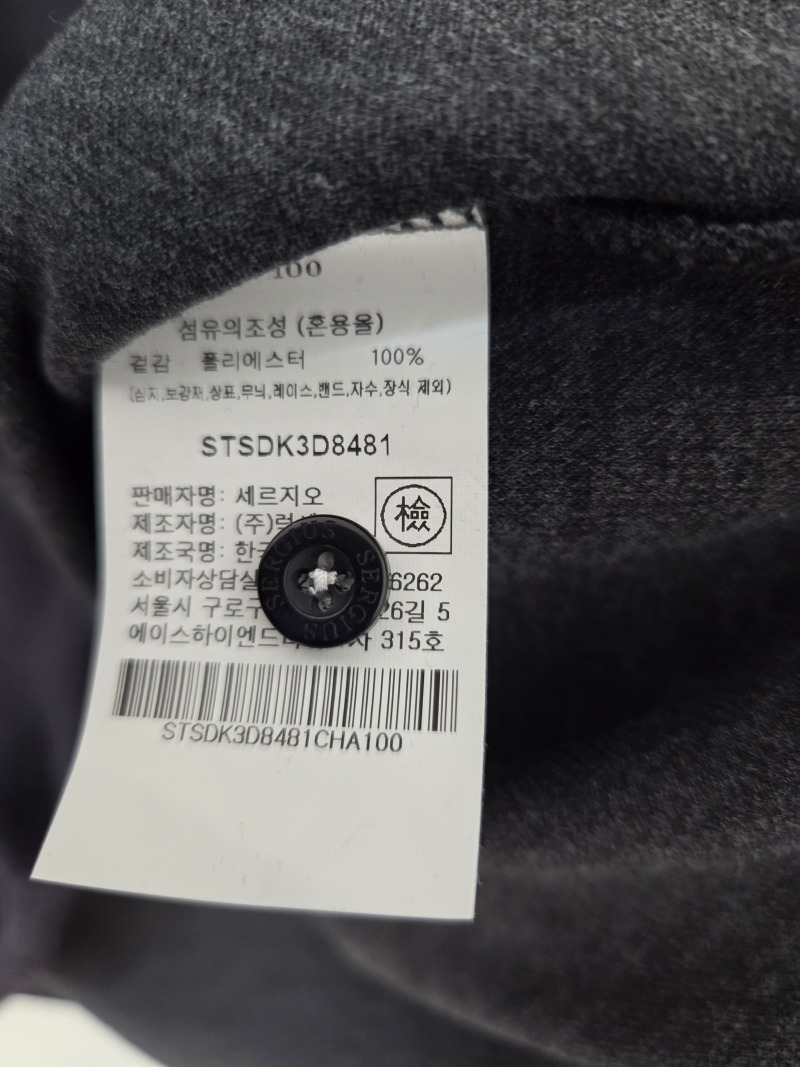 100
섬유의조성 (혼용율)
겉감 폴리에스터 100%
(심지,보강재,상표,무늬,레이스,밴드,자수,장식 제외)
STSDK3D8481
판매자명: 세르지오
제조자명: (주)
檢
제조국명: 한국
소비자상담실 6262
서울시 구로구 26길 5
에이스하이엔드 315호
SERGIUS SERGIUS
STSDK3D8481CHA100